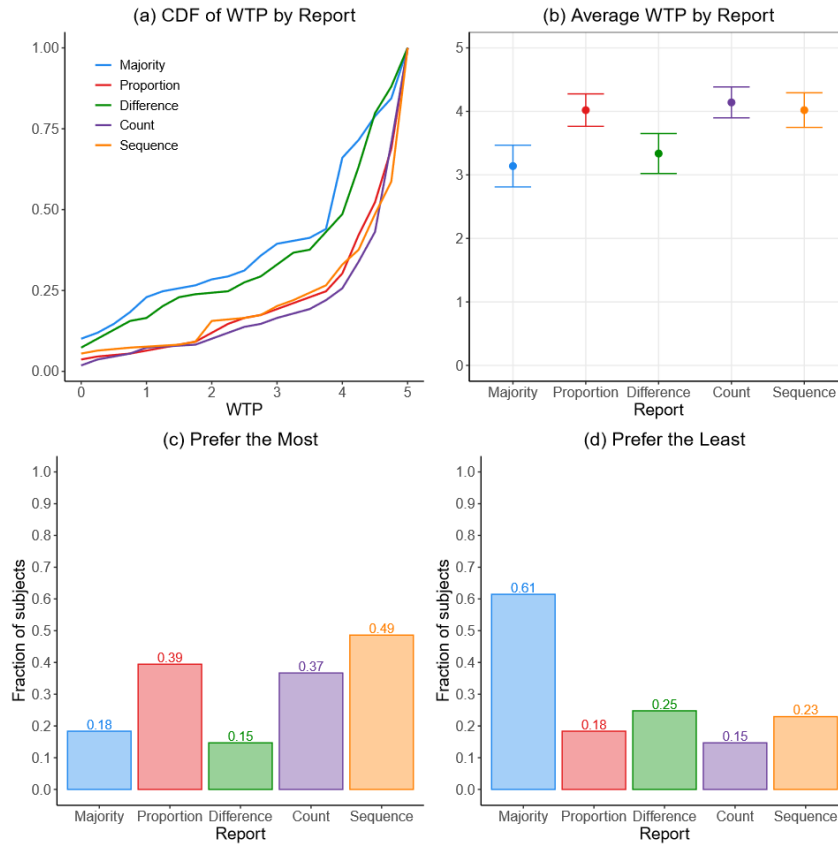 (a) CDF of WTP by Report
1.00
0.75
0.50
0.25
0.00
Majority
Proportion
Difference
Count
Sequence
0 1 2 3 4 5
WTP
(b) Average WTP by Report
5
4
3
2
1
0
Majority Proportion Difference Count Sequence
Report
(c) Prefer the Most
Fraction of subjects
1.0
0.9
0.8
0.7
0.6
0.5
0.4
0.3
0.2
0.1
0.0
0.18
0.39
0.15
0.37
0.49
Majority Proportion Difference Count Sequence
Report
(d) Prefer the Least
Fraction of subjects
1.0
0.9
0.8
0.7
0.6
0.5
0.4
0.3
0.2
0.1
0.0
0.61
0.18
0.25
0.15
0.23
Majority Proportion Difference Count Sequence
Report